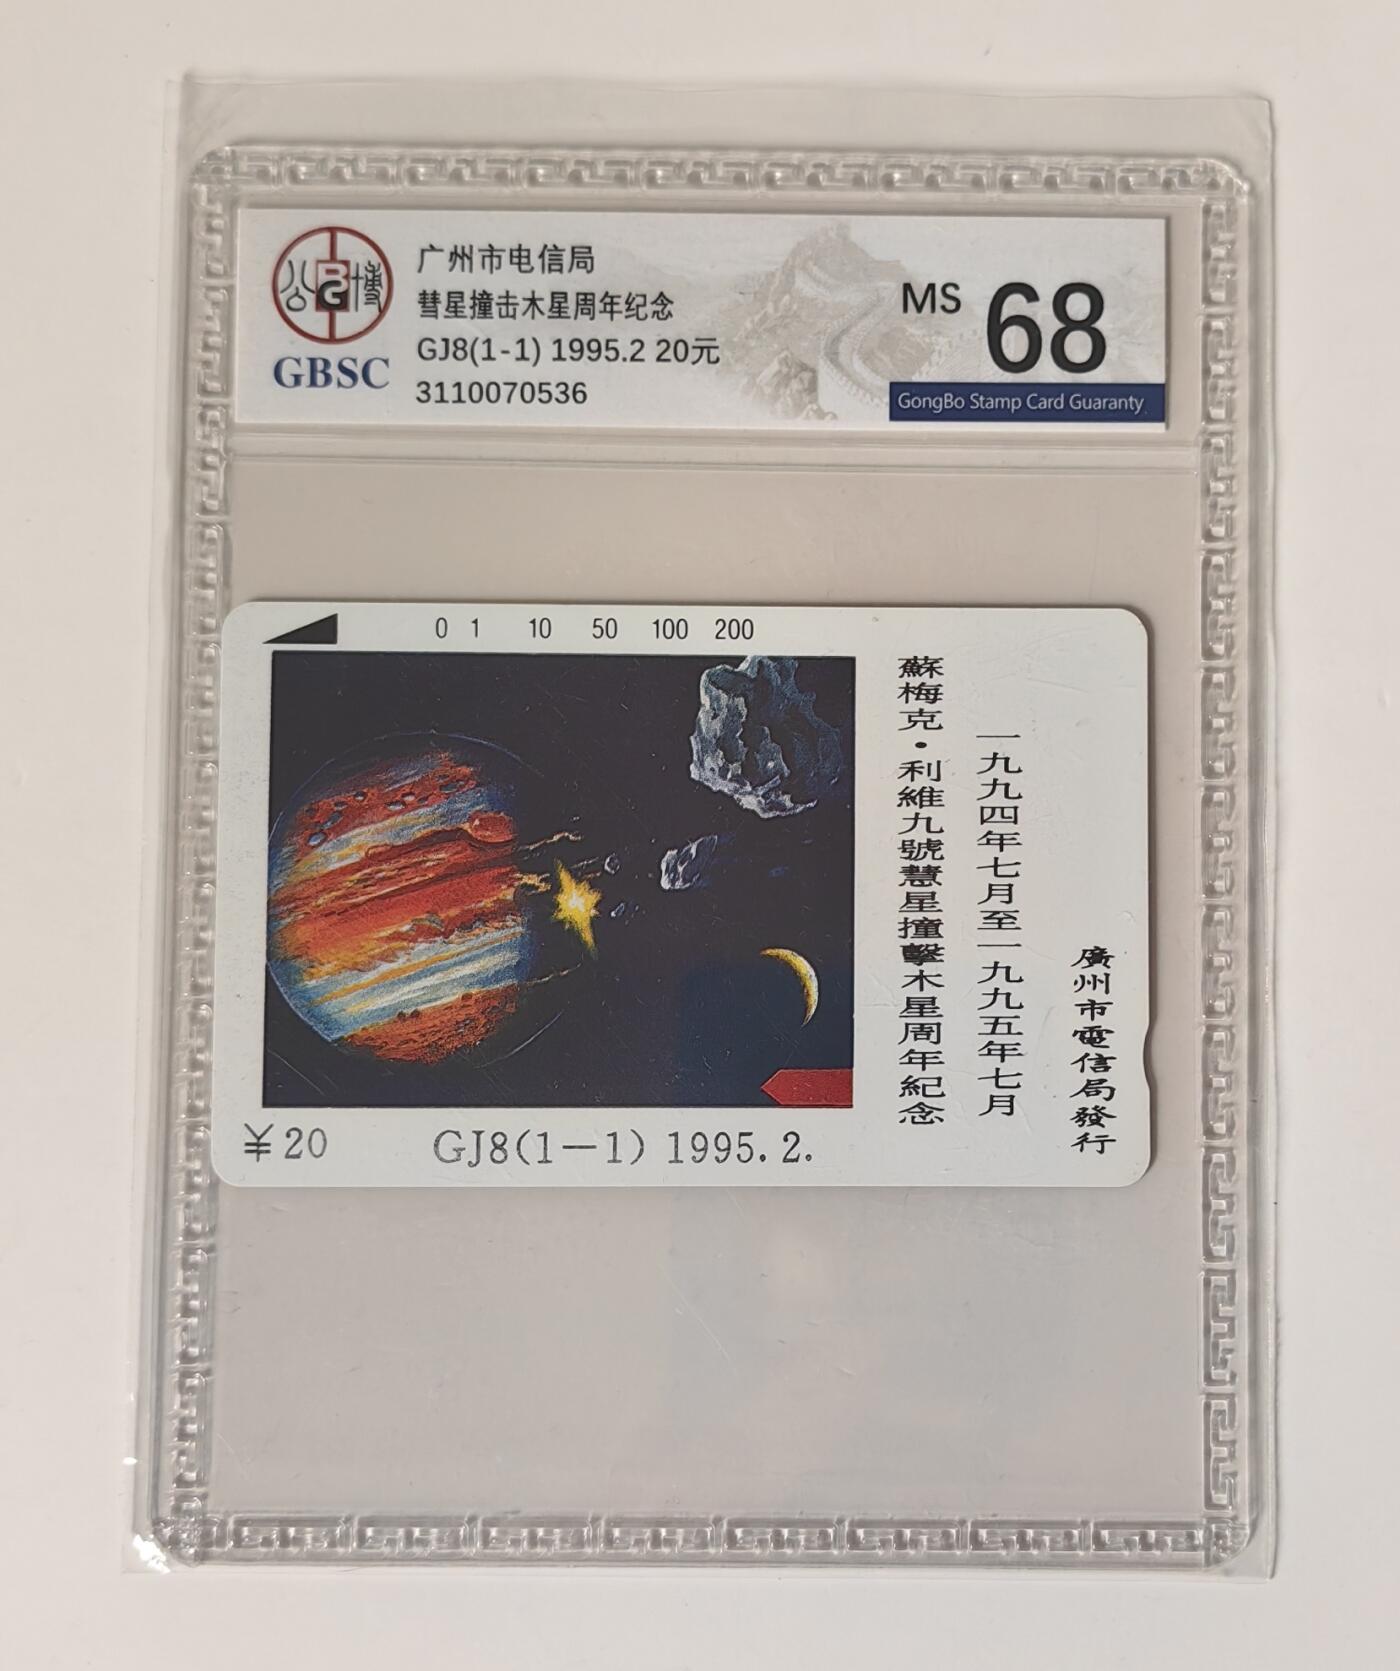 公
博
GBSC
广州市电信局
彗星撞击木星周年纪念
GJ8(1-1) 1995.2 20元
3110070536
MS 68
GongBo Stamp Card Guaranty
0 1 10 50 100 200
蘇梅克·利維九號慧星撞擊木星周年紀念
一九九四年七月至一九九五年七月
廣州市電信局發行
¥20 GJ8(1—1) 1995.2.